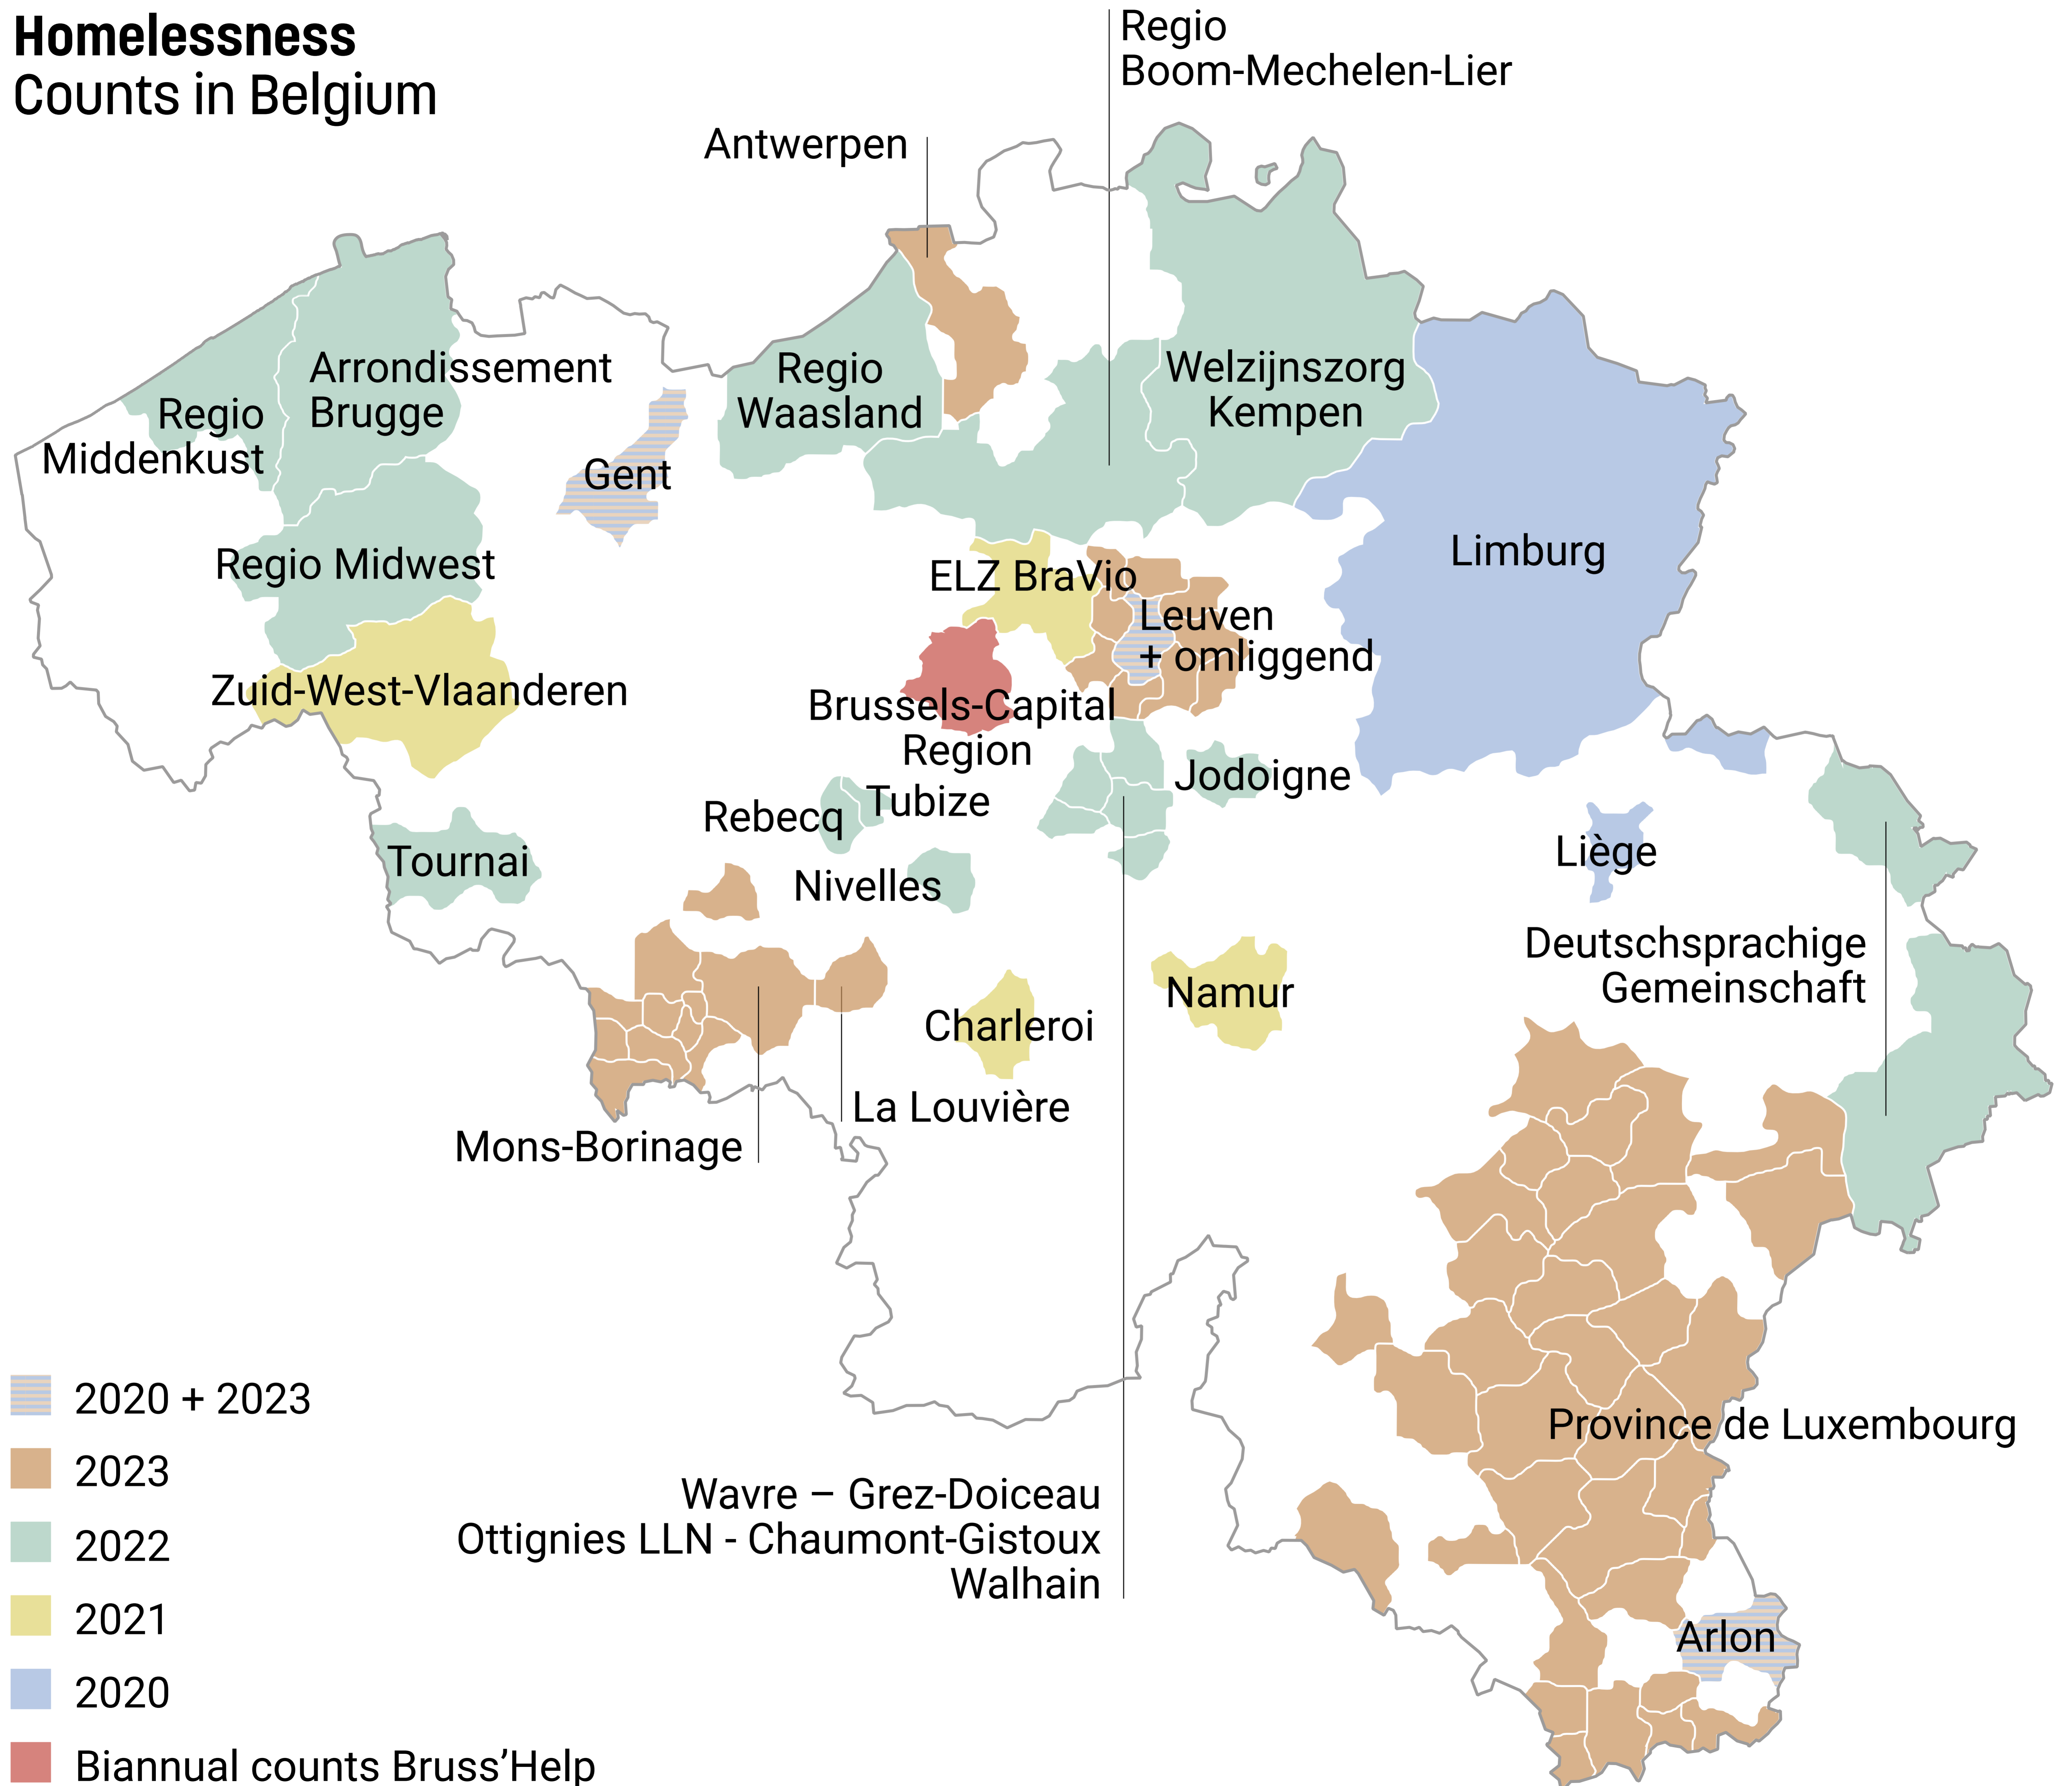 Homelessness
Counts in Belgium
Regio
Boom-Mechelen-Lier
Antwerpen
Arrondissement
Brugge
Regio
Middenkust
Gent
Regio
Waasland
Welzijnszorg
Kempen
Regio Midwest
ELZ BraVio
Limburg
Leuven
+ omliggend
Zuid-West-Vlaanderen
Brussels-Capital
Region
Jodoigne
Tubize
Rebecq
Tournai
Nivelles
Liège
Deutschsprachige
Gemeinschaft
Namur
Charleroi
La Louvière
Mons-Borinage
Province de Luxembourg
Wavre – Grez-Doiceau
Ottignies LLN - Chaumont-Gistoux
Walhain
Arlon
2020 + 2023
2023
2022
2021
2020
Biannual counts Bruss’Help